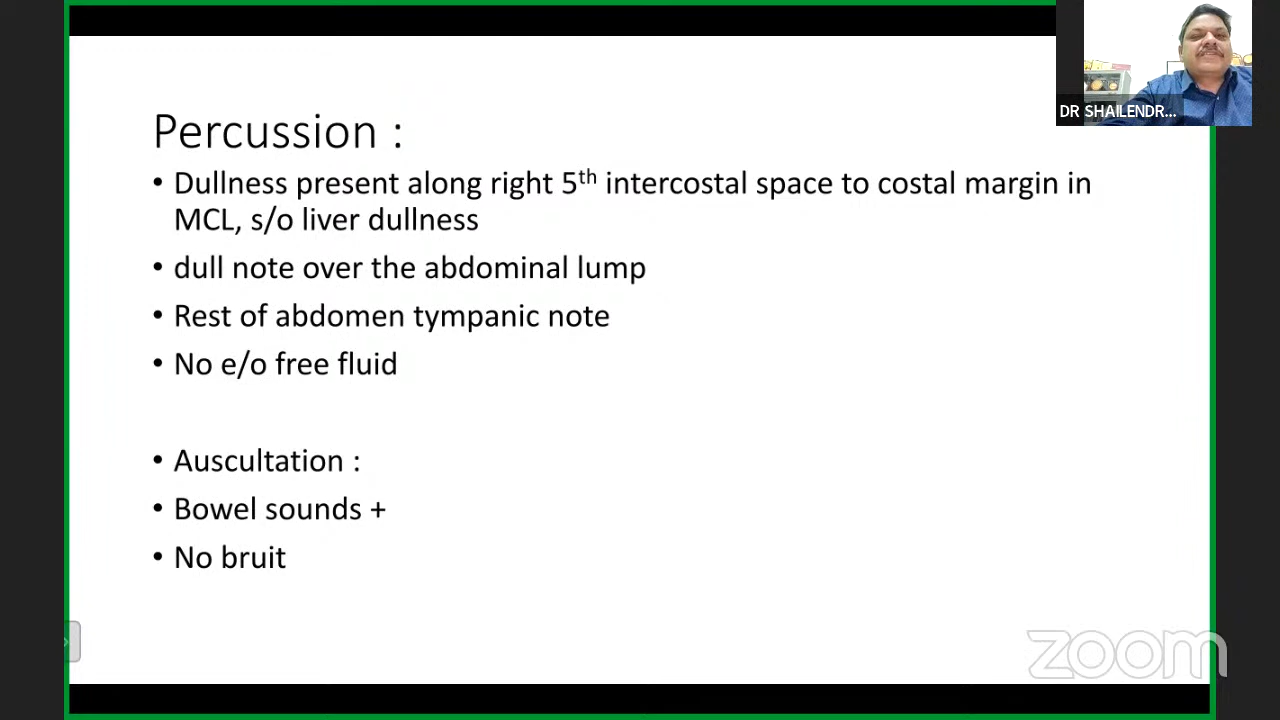 DR SHAILENDR...
Percussion :
• Dullness present along right 5th intercostal space to costal margin in
MCL, s/o liver dullness
• dull note over the abdominal lump
• Rest of abdomen tympanic note
• No e/o free fluid
• Auscultation :
• Bowel sounds +
• No bruit
zoom